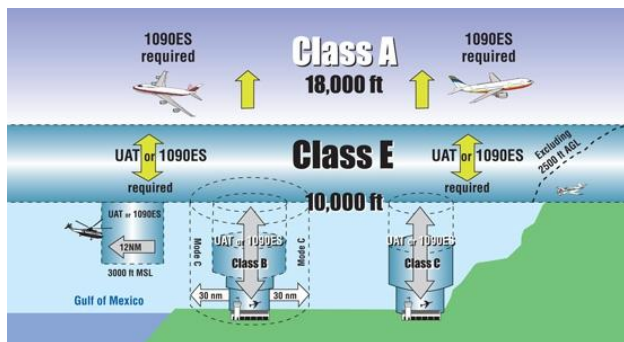 1090ES
required
Class A
18,000 ft
1090ES
required
UAT or 1090ES
required
Class E
10,000 ft
UAT or 1090ES
required
Excluding
2500 ft AGL
UAT or 1090ES
12NM
3000 ft MSL
Gulf of Mexico
Mode C
UAT or 1090ES
Class B
Mode C
30 nm
30 nm
UAT or 1090ES
Class C